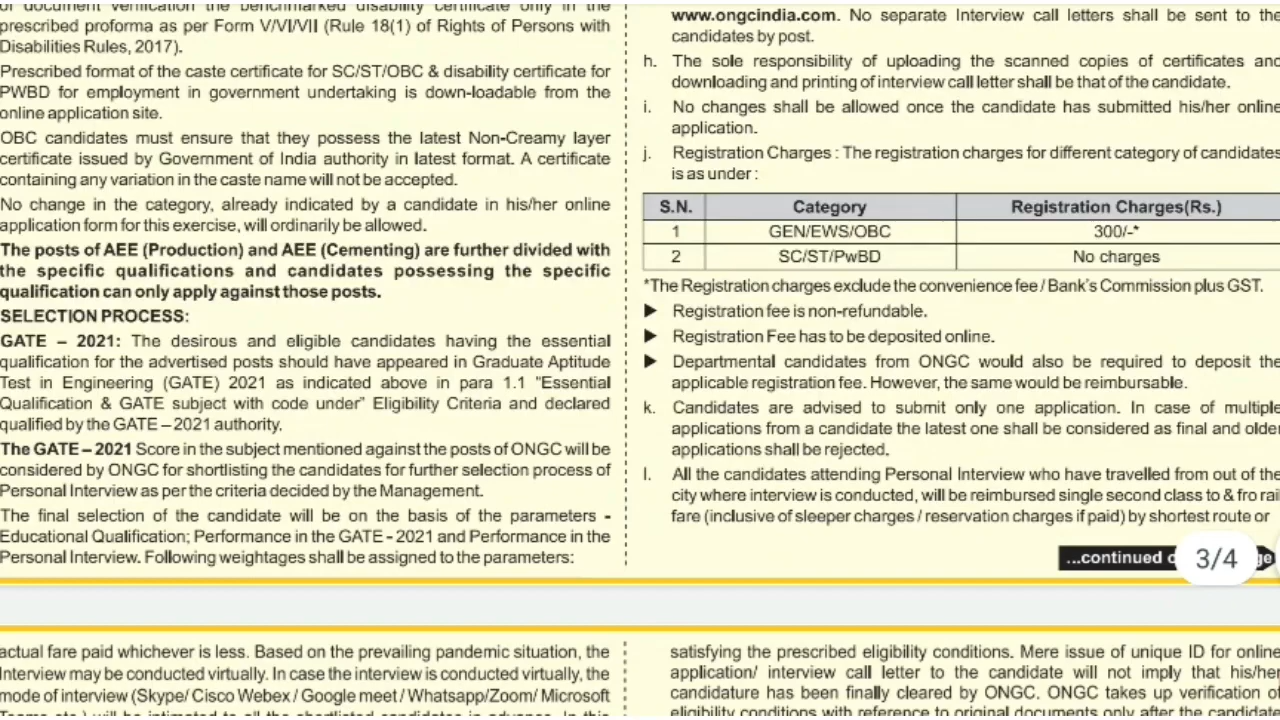 of document verification the benchmarked disability certificate only in the
prescribed proforma as per Form V/VI/VII (Rule 18(1) of Rights of Persons with
Disabilities Rules, 2017).
Prescribed format of the caste certificate for SC/ST/OBC & disability certificate for
PWBD for employment in government undertaking is down-loadable from the
online application site.
OBC candidates must ensure that they possess the latest Non-Creamy layer
certificate issued by Government of India authority in latest format. A certificate
containing any variation in the caste name will not be accepted.
No change in the category, already indicated by a candidate in his/her online
application form for this exercise, will ordinarily be allowed.
The posts of AEE (Production) and AEE (Cementing) are further divided with
the specific qualifications and candidates possessing the specific
qualification can only apply against those posts.
SELECTION PROCESS:
GATE – 2021: The desirous and eligible candidates having the essential
qualification for the advertised posts should have appeared in Graduate Aptitude
Test in Engineering (GATE) 2021 as indicated above in para 1.1 "Essential
Qualification & GATE subject with code under" Eligibility Criteria and declared
qualified by the GATE – 2021 authority.
The GATE – 2021 Score in the subject mentioned against the posts of ONGC will be
considered by ONGC for shortlisting the candidates for further selection process of
Personal Interview as per the criteria decided by the Management.
The final selection of the candidate will be on the basis of the parameters -
Educational Qualification; Performance in the GATE - 2021 and Performance in the
Personal Interview. Following weightages shall be assigned to the parameters:
www.ongcindia.com. No separate Interview call letters shall be sent to the
candidates by post.
h. The sole responsibility of uploading the scanned copies of certificates and
downloading and printing of interview call letter shall be that of the candidate.
i. No changes shall be allowed once the candidate has submitted his/her online
application.
j. Registration Charges : The registration charges for different category of candidates
is as under :
S.N. Category Registration Charges(Rs.)
1 GEN/EWS/OBC 300/-*
2 SC/ST/PwBD No charges
*The Registration charges exclude the convenience fee / Bank's Commission plus GST.
▶ Registration fee is non-refundable.
▶ Registration Fee has to be deposited online.
▶ Departmental candidates from ONGC would also be required to deposit the
applicable registration fee. However, the same would be reimbursable.
k. Candidates are advised to submit only one application. In case of multiple
applications from a candidate the latest one shall be considered as final and older
applications shall be rejected.
l. All the candidates attending Personal Interview who have travelled from out of the
city where interview is conducted, will be reimbursed single second class to & fro rail
fare (inclusive of sleeper charges / reservation charges if paid) by shortest route or
...continued
3/4
actual fare paid whichever is less. Based on the prevailing pandemic situation, the
Interview may be conducted virtually. In case the interview is conducted virtually, the
mode of interview (Skype/ Cisco Webex / Google meet / Whatsapp/Zoom/ Microsoft
Teams etc.) will be intimated to all the shortlisted candidates in advance. In this
satisfying the prescribed eligibility conditions. Mere issue of unique ID for online
application/ interview call letter to the candidate will not imply that his/her
candidature has been finally cleared by ONGC. ONGC takes up verification of
eligibility conditions with reference to original documents only after the candidate